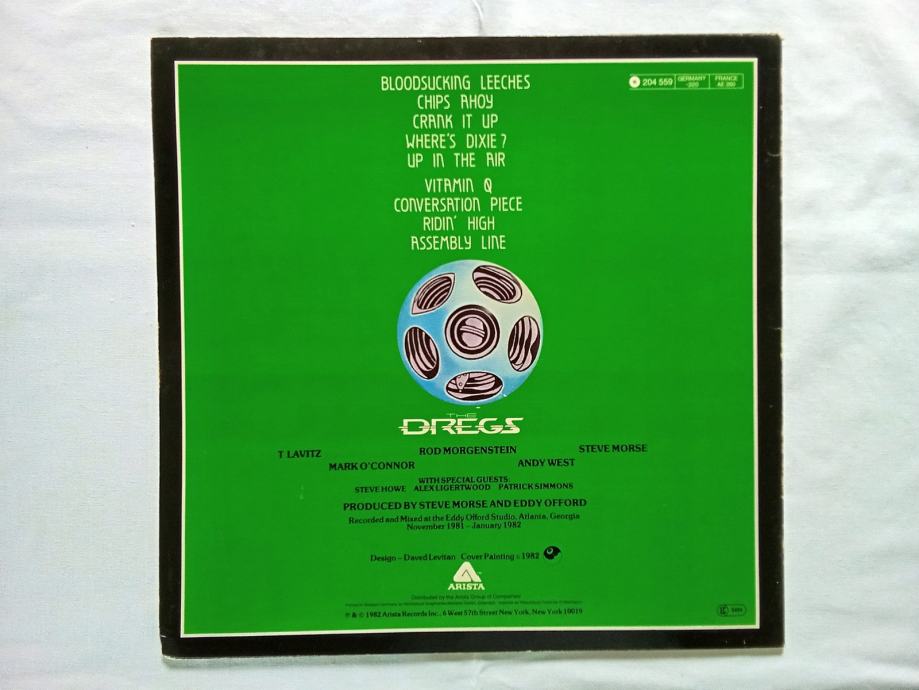 BLOODSUCKING LEECHES
CHIPS AHOY
CRANK IT UP
WHERE'S DIXIE?
UP IN THE AIR
VITAMIN Q
CONVERSATION PIECE
RIDIN' HIGH
ASSEMBLY LINE
204 559 GERMANY -320 FRANCE AE 280
THE
DREGS
T LAVITZ ROD MORGENSTEIN STEVE MORSE
MARK O'CONNOR ANDY WEST
WITH SPECIAL GUESTS:
STEVE HOWE ALEX LIGERTWOOD PATRICK SIMMONS
PRODUCED BY STEVE MORSE AND EDDY OFFORD
Recorded and Mixed at the Eddy Offord Studio, Atlanta, Georgia
November 1981 – January 1982
Design – Daved Levitan Cover Painting © 1982
ARISTA
Distributed by the Arista Group of Companies
℗ & © 1982 Arista Records Inc., 6 West 57th Street New York, New York 10019